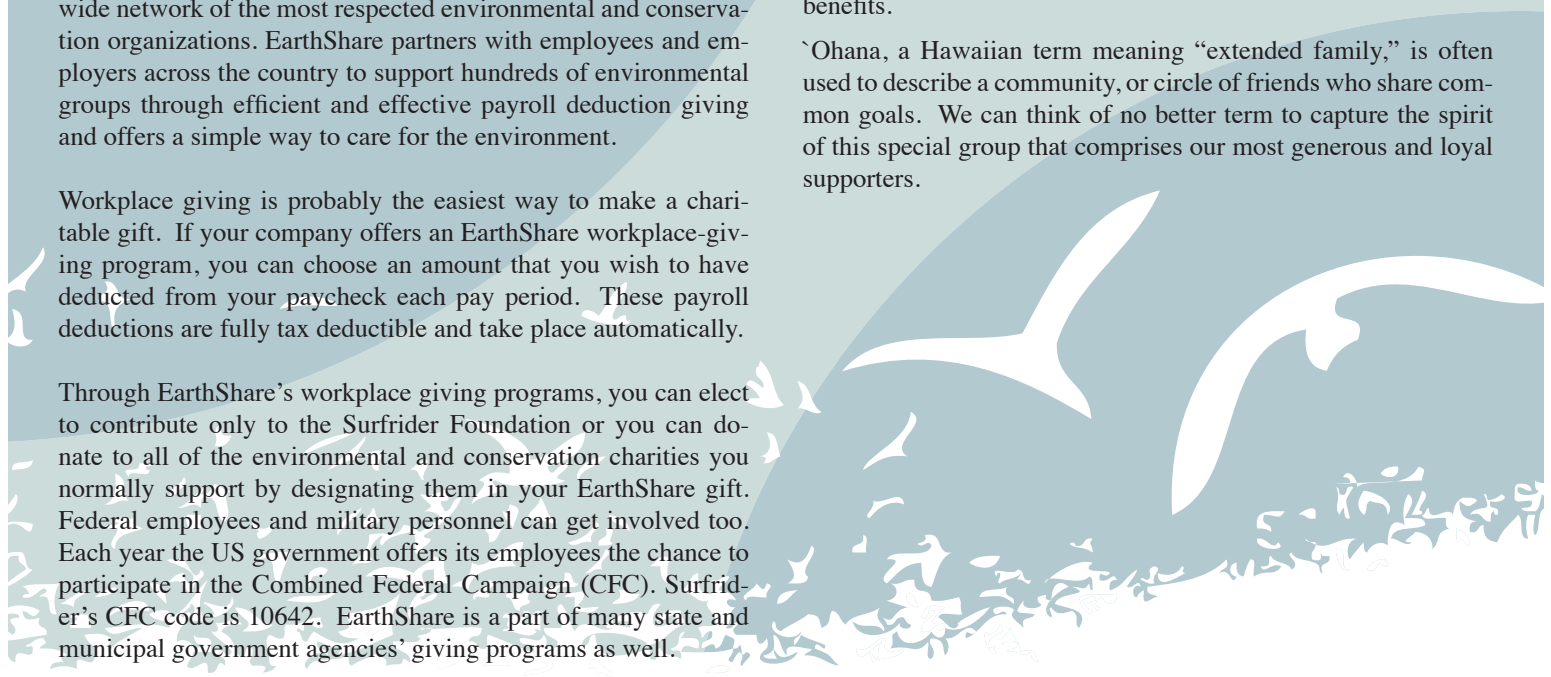 wide network of the most respected environmental and conserva-
tion organizations. EarthShare partners with employees and em-
ployers across the country to support hundreds of environmental
groups through efficient and effective payroll deduction giving
and offers a simple way to care for the environment.
Workplace giving is probably the easiest way to make a chari-
table gift.  If your company offers an EarthShare workplace-giv-
ing program, you can choose an amount that you wish to have
deducted from your paycheck each pay period.  These payroll
deductions are fully tax deductible and take place automatically.
Through EarthShare’s workplace giving programs, you can elect
to contribute only to the Surfrider Foundation or you can do-
nate to all of the environmental and conservation charities you
normally support by designating them in your EarthShare gift.
Federal employees and military personnel can get involved too.
Each year the US government offers its employees the chance to
participate in the Combined Federal Campaign (CFC). Surfrid-
er’s CFC code is 10642.  EarthShare is a part of many state and
municipal government agencies’ giving programs as well.
benefits.
`Ohana, a Hawaiian term meaning “extended family,” is often
used to describe a community, or circle of friends who share com-
mon goals.  We can think of no better term to capture the spirit
of this special group that comprises our most generous and loyal
supporters.